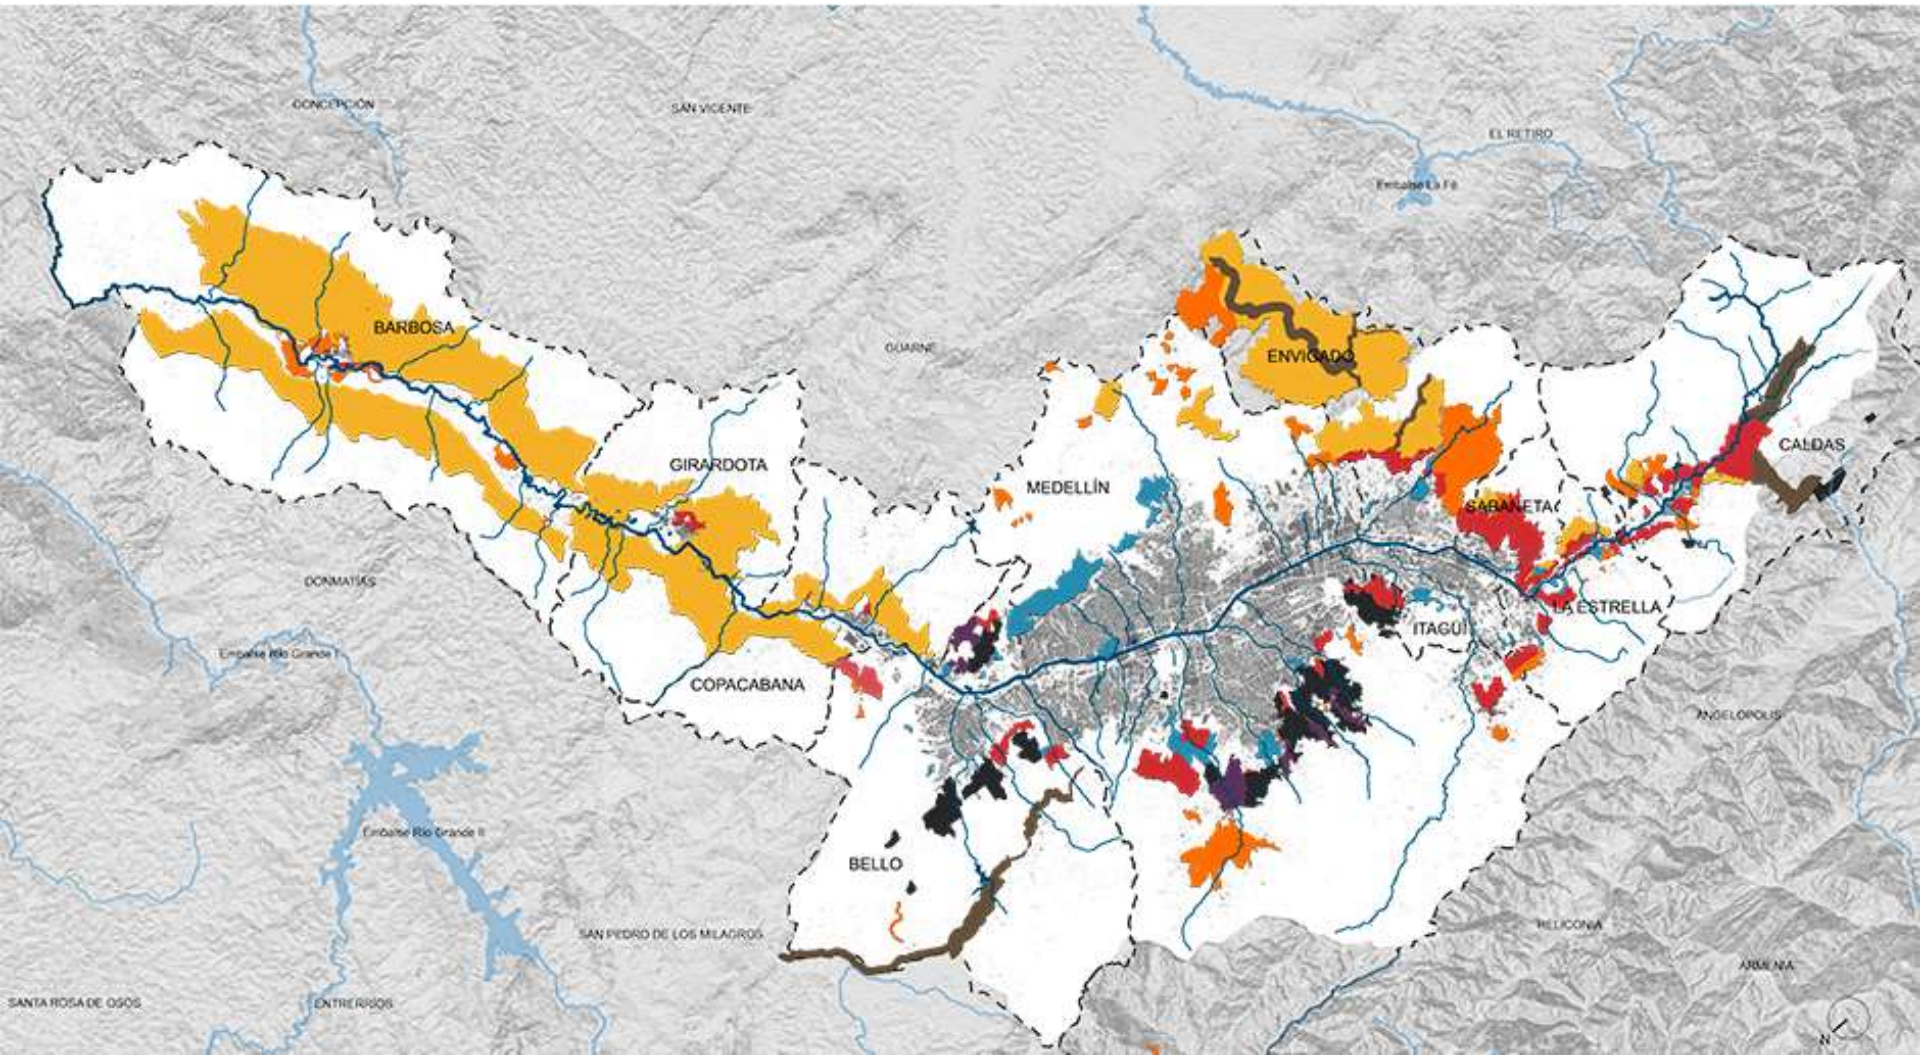 CONCEPCIÓN
SAN VICENTE
EL RETIRO
Embalse La Fé
BARBOSA
GUARNE
ENVIGADO
GIRARDOTA
MEDELLÍN
CALDAS
SABANETA
DONMATÍAS
LA ESTRELLA
ITAGÜÍ
Embalse Río Grande I
COPACABANA
ANGELÓPOLIS
Embalse Río Grande II
BELLO
SAN PEDRO DE LOS MILAGROS
HELICONIA
ARMENIA
SANTA ROSA DE OSOS
ENTRERRÍOS
N